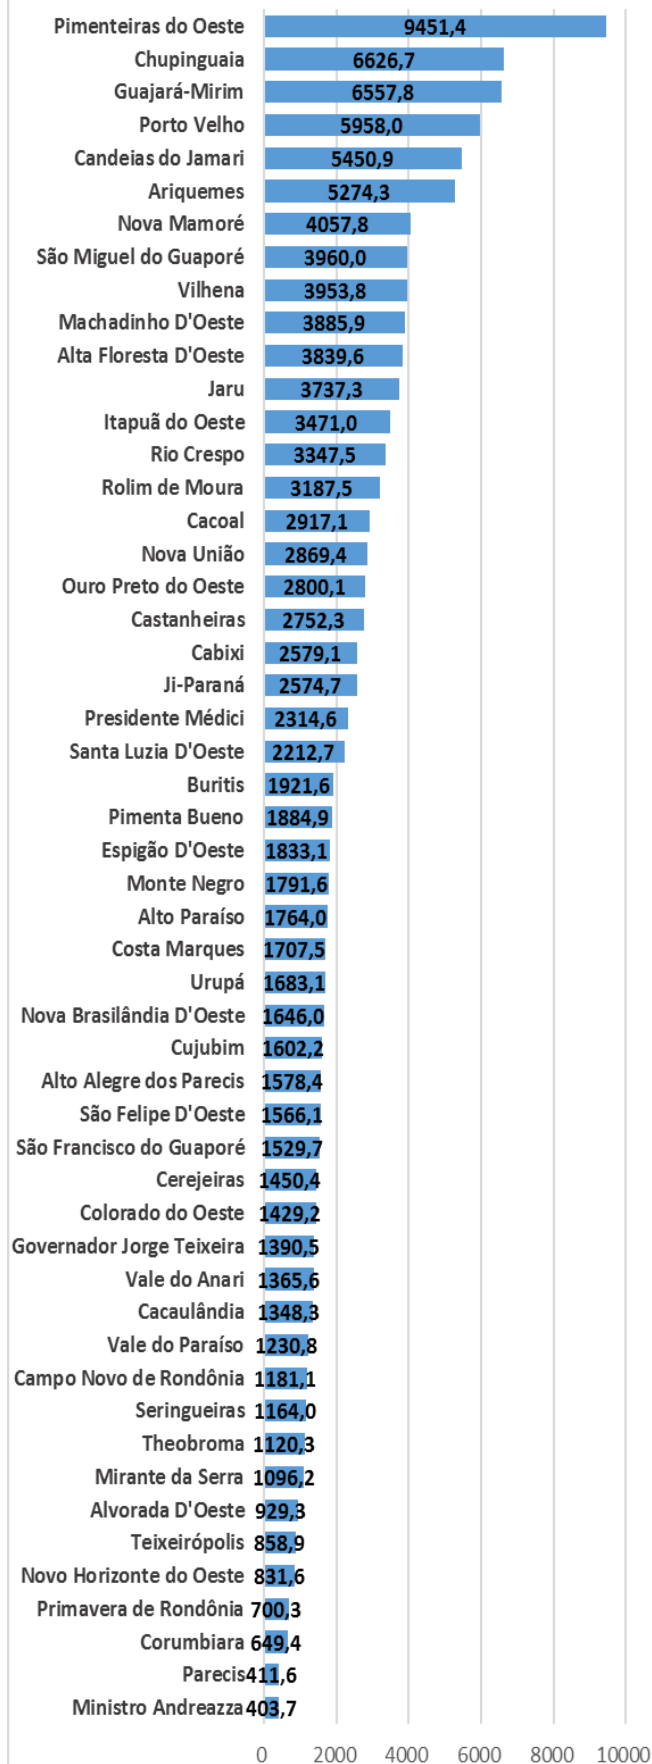 Pimenteiras do Oeste 9451,4
Chupinguaia 6626,7
Guajará-Mirim 6557,8
Porto Velho 5958,0
Candeias do Jamari 5450,9
Ariquemes 5274,3
Nova Mamoré 4057,8
São Miguel do Guaporé 3960,0
Vilhena 3953,8
Machadinho D'Oeste 3885,9
Alta Floresta D'Oeste 3839,6
Jaru 3737,3
Itapuã do Oeste 3471,0
Rio Crespo 3347,5
Rolim de Moura 3187,5
Cacoal 2917,1
Nova União 2869,4
Ouro Preto do Oeste 2800,1
Castanheiras 2752,3
Cabixi 2579,1
Ji-Paraná 2574,7
Presidente Médici 2314,6
Santa Luzia D'Oeste 2212,7
Buritis 1921,6
Pimenta Bueno 1884,9
Espigão D'Oeste 1833,1
Monte Negro 1791,6
Alto Paraíso 1764,0
Costa Marques 1707,5
Urupá 1683,1
Nova Brasilândia D'Oeste 1646,0
Cujubim 1602,2
Alto Alegre dos Parecis 1578,4
São Felipe D'Oeste 1566,1
São Francisco do Guaporé 1529,7
Cerejeiras 1450,4
Colorado do Oeste 1429,2
Governador Jorge Teixeira 1390,5
Vale do Anari 1365,6
Cacaulândia 1348,3
Vale do Paraíso 1230,8
Campo Novo de Rondônia 1181,1
Seringueiras 1164,0
Theobroma 1120,3
Mirante da Serra 1096,2
Alvorada D'Oeste 929,3
Teixeirópolis 858,9
Novo Horizonte do Oeste 831,6
Primavera de Rondônia 700,3
Corumbiara 649,4
Parecis 411,6
Ministro Andreazza 403,7
0 2000 4000 6000 8000 10000